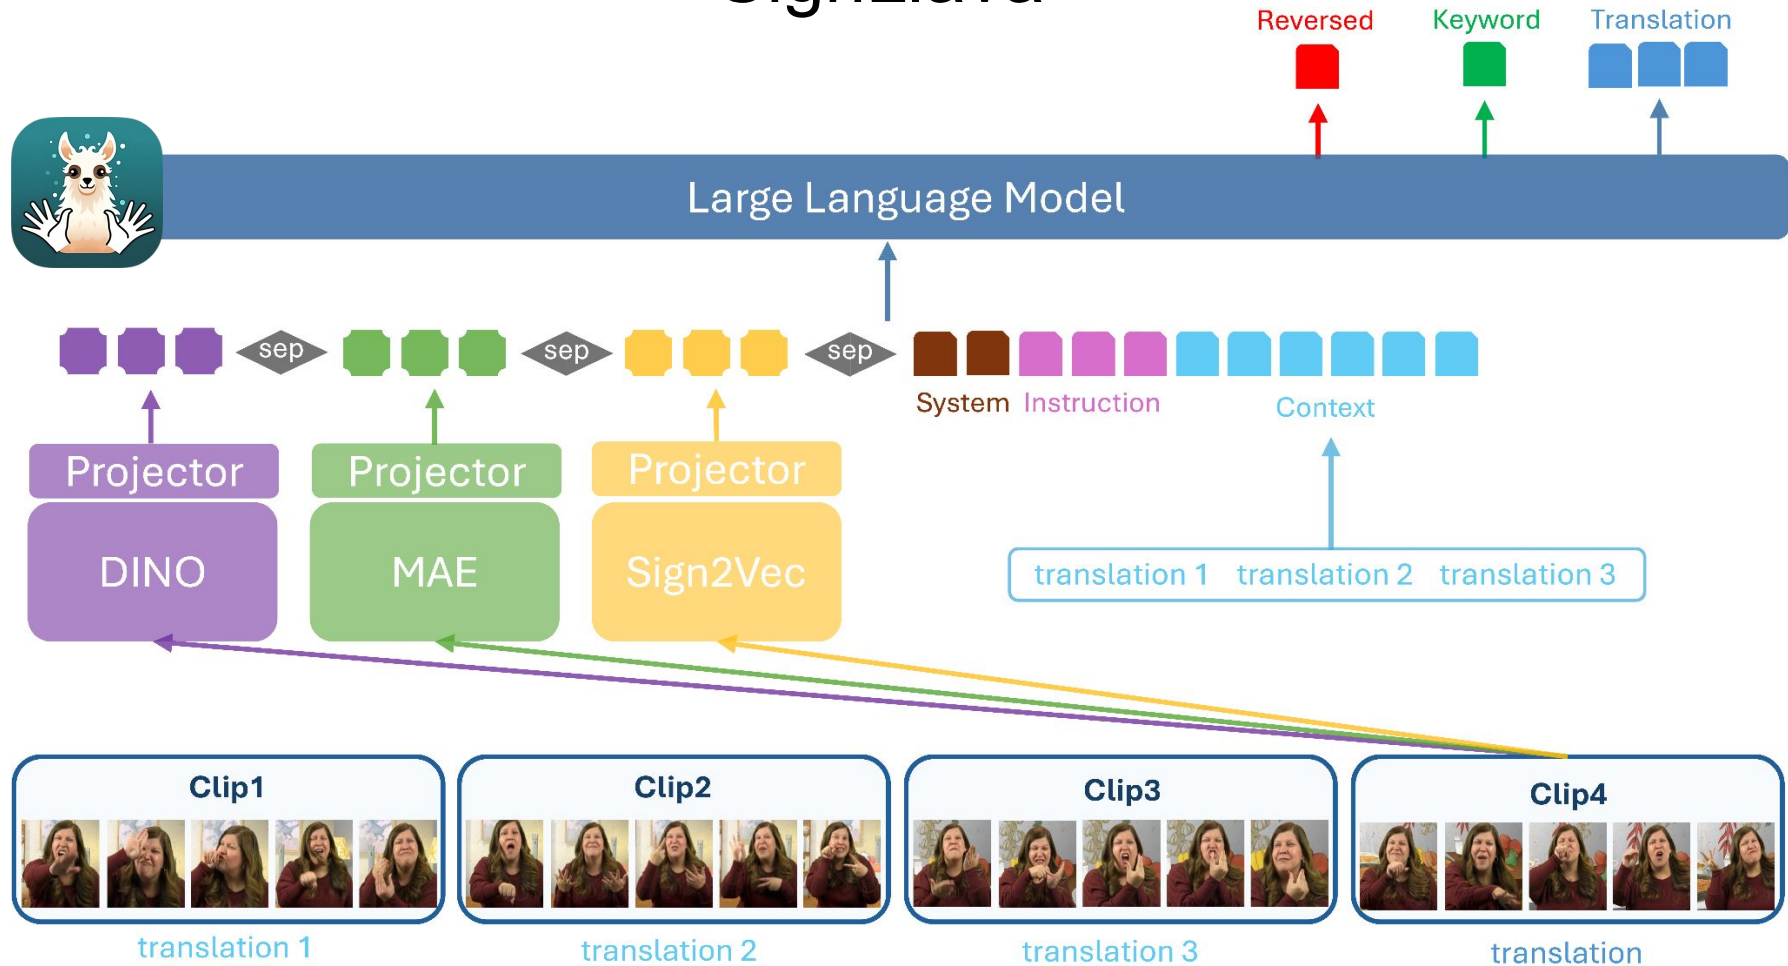 Reversed Keyword Translation
Large Language Model
sep sep sep
System Instruction Context
Projector Projector Projector
DINO MAE Sign2Vec
translation 1 translation 2 translation 3
Clip1 Clip2 Clip3 Clip4
translation 1 translation 2 translation 3 translation